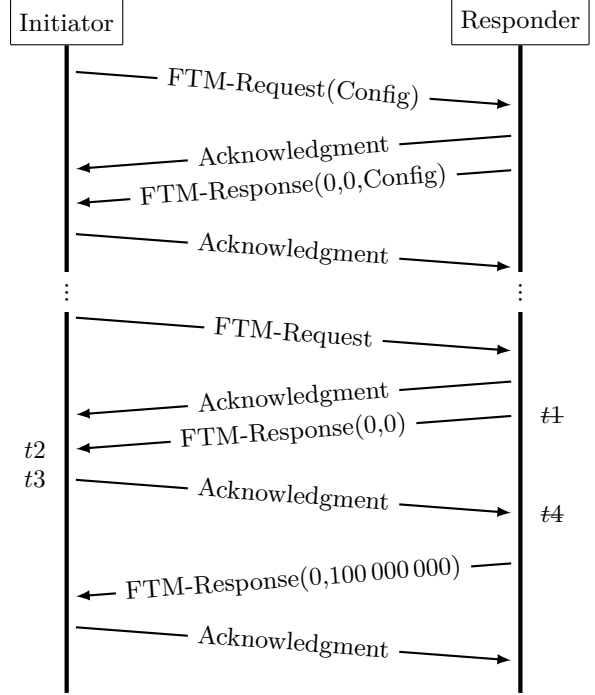 Initiator
Responder
FTM-Request(Config)
Acknowledgment
FTM-Response(0,0,Config)
Acknowledgment
FTM-Request
Acknowledgment
t1
FTM-Response(0,0)
t2
t3
Acknowledgment
t4
FTM-Response(0,100 000 000)
Acknowledgment